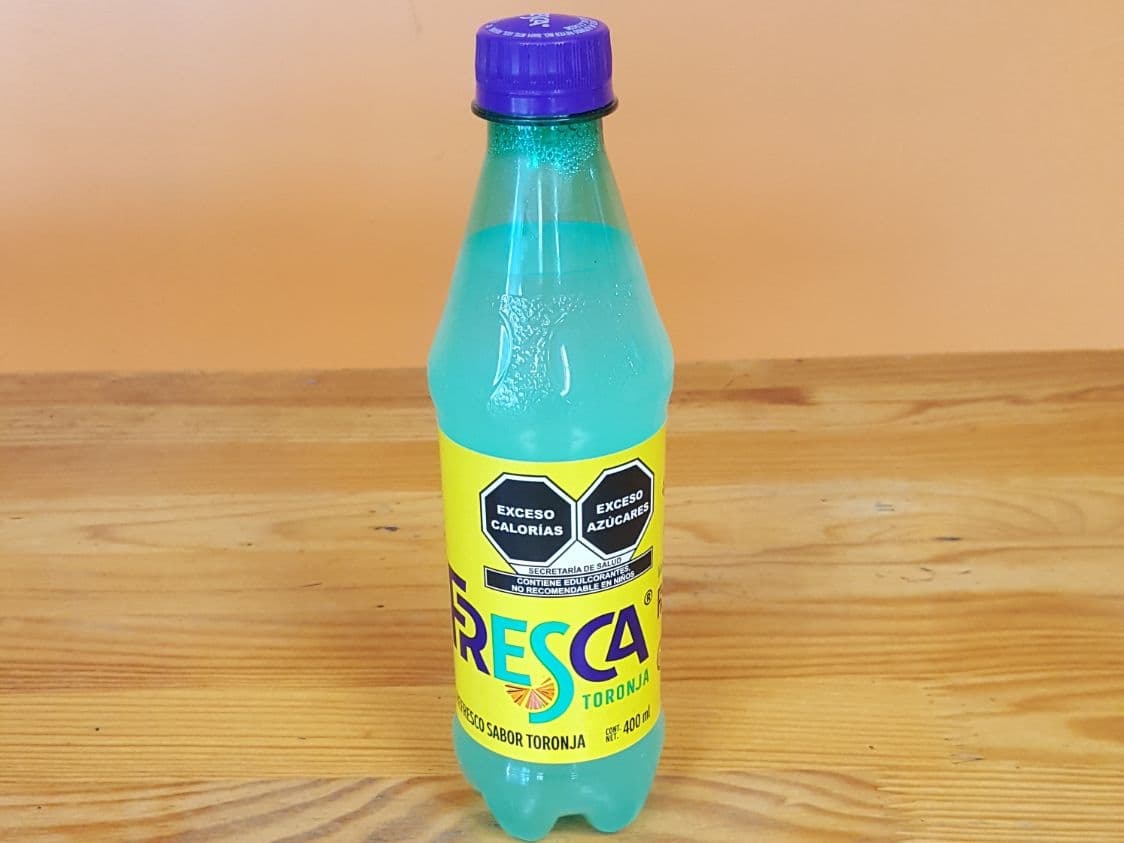 EXCESO
CALORÍAS
EXCESO
AZÚCARES
SECRETARÍA DE SALUD
CONTIENE EDULCORANTES,
NO RECOMENDABLE EN NIÑOS
FRESCA®
TORONJA
SABOR TORONJA
CONT.
NET. 400 ml